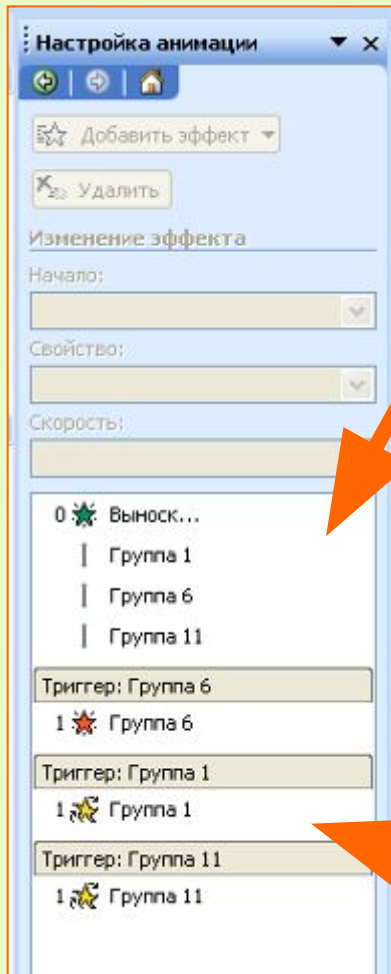 Настройка анимации
Добавить эффект
Удалить
Изменение эффекта
Начало:
Свойство:
Скорость:
0 Выноск...
Группа 1
Группа 6
Группа 11
Триггер: Группа 6
1 Группа 6
Триггер: Группа 1
1 Группа 1
Триггер: Группа 11
1 Группа 11